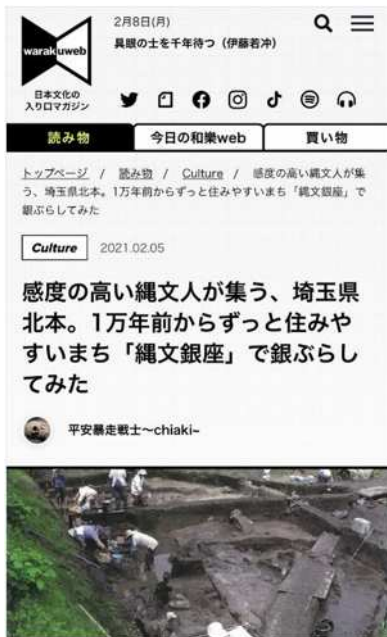 warakuweb
日本文化の
入り口マガジン
2月8日(月)
具眼の士を千年待つ（伊藤若冲）
読み物
今日の和樂web
買い物
トップページ / 読み物 / Culture / 感度の高い縄文人が集
う、埼玉県北本。1万年前からずっと住みやすいまち「縄文銀座」で
銀ぶらしてみた
Culture 2021.02.05
感度の高い縄文人が集う、埼玉県
北本。1万年前からずっと住みや
すいまち「縄文銀座」で銀ぶらし
てみた
平安暴走戦士〜chiaki−